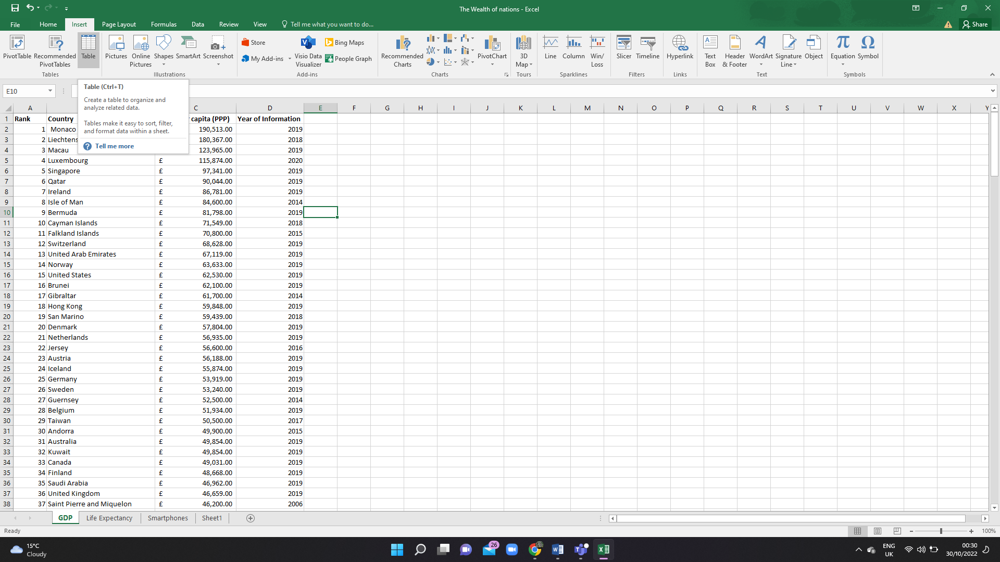 The Wealth of nations - Excel
File Home Insert Page Layout Formulas Data Review View Tell me what you want to do... Share
PivotTable Recommended PivotTables Table Pictures Online Pictures Shapes SmartArt Screenshot Store My Add-ins Visio Data Visualizer Bing Maps People Graph Recommended Charts PivotChart 3D Map Line Column Win/Loss Slicer Timeline Hyperlink Text Box Header & Footer WordArt Signature Line Object Equation Symbol
Tables Illustrations Add-ins Charts Tours Sparklines Filters Links Text Symbols
E10
Table (Ctrl+T)
Create a table to organize and
analyze related data.
Tables make it easy to sort, filter,
and format data within a sheet.
? Tell me more
A C D E F G H I J K L M N O P Q R S T U V W X Y
1 Rank Country capita (PPP) Year of Information
2 1 Monaco 190,513.00 2019
3 2 Liechtens 180,367.00 2018
4 3 Macau 123,965.00 2019
5 4 Luxembourg £ 115,874.00 2020
6 5 Singapore £ 97,341.00 2019
7 6 Qatar £ 90,044.00 2019
8 7 Ireland £ 86,781.00 2019
9 8 Isle of Man £ 84,600.00 2014
10 9 Bermuda £ 81,798.00 2019
11 10 Cayman Islands £ 71,549.00 2018
12 11 Falkland Islands £ 70,800.00 2015
13 12 Switzerland £ 68,628.00 2019
14 13 United Arab Emirates £ 67,119.00 2019
15 14 Norway £ 63,633.00 2019
16 15 United States £ 62,530.00 2019
17 16 Brunei £ 62,100.00 2019
18 17 Gibraltar £ 61,700.00 2014
19 18 Hong Kong £ 59,848.00 2019
20 19 San Marino £ 59,439.00 2018
21 20 Denmark £ 57,804.00 2019
22 21 Netherlands £ 56,935.00 2019
23 22 Jersey £ 56,600.00 2016
24 23 Austria £ 56,188.00 2019
25 24 Iceland £ 55,874.00 2019
26 25 Germany £ 53,919.00 2019
27 26 Sweden £ 53,240.00 2019
28 27 Guernsey £ 52,500.00 2014
29 28 Belgium £ 51,934.00 2019
30 29 Taiwan £ 50,500.00 2017
31 30 Andorra £ 49,900.00 2015
32 31 Australia £ 49,854.00 2019
33 32 Kuwait £ 49,854.00 2019
34 33 Canada £ 49,031.00 2019
35 34 Finland £ 48,668.00 2019
36 35 Saudi Arabia £ 46,962.00 2019
37 36 United Kingdom £ 46,659.00 2019
38 37 Saint Pierre and Miquelon £ 46,200.00 2006
GDP Life Expectancy Smartphones Sheet1
Ready 100%
15°C
Cloudy
26
ENG
UK
00:30
30/10/2022